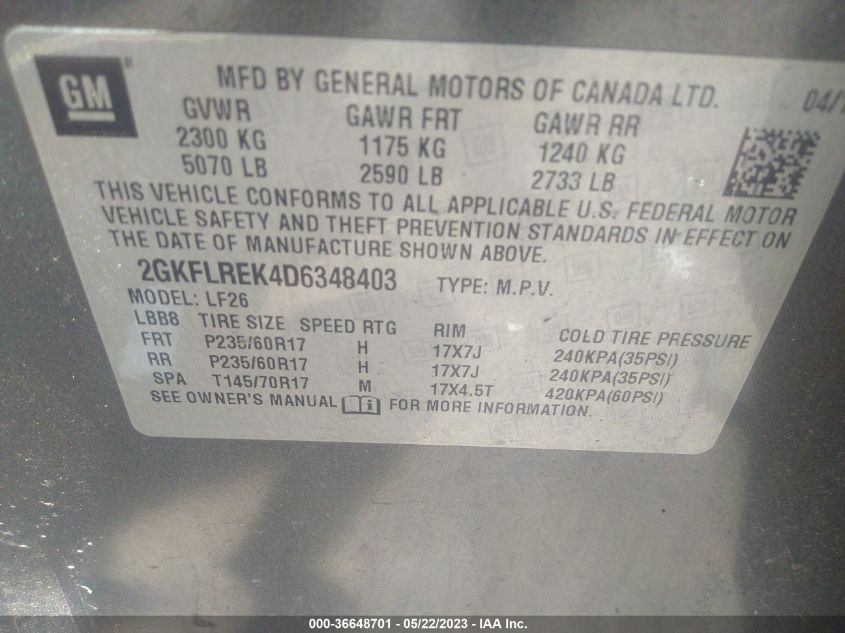 GM ®
MFD BY GENERAL MOTORS OF CANADA LTD.
04/
GVWR GAWR FRT GAWR RR
2300 KG 1175 KG 1240 KG
5070 LB 2590 LB 2733 LB
THIS VEHICLE CONFORMS TO ALL APPLICABLE U.S. FEDERAL MOTOR
VEHICLE SAFETY AND THEFT PREVENTION STANDARDS IN EFFECT ON
THE DATE OF MANUFACTURE SHOWN ABOVE.
2GKFLREK4D6348403 TYPE: M.P.V.
MODEL: LF26
LBB8 TIRE SIZE SPEED RTG RIM COLD TIRE PRESSURE
FRT P235/60R17 H 17X7J 240KPA(35PSI)
RR P235/60R17 H 17X7J 240KPA(35PSI)
SPA T145/70R17 M 17X4.5T 420KPA(60PSI)
SEE OWNER'S MANUAL i FOR MORE INFORMATION.
000-36648701 - 05/22/2023 - IAA Inc.